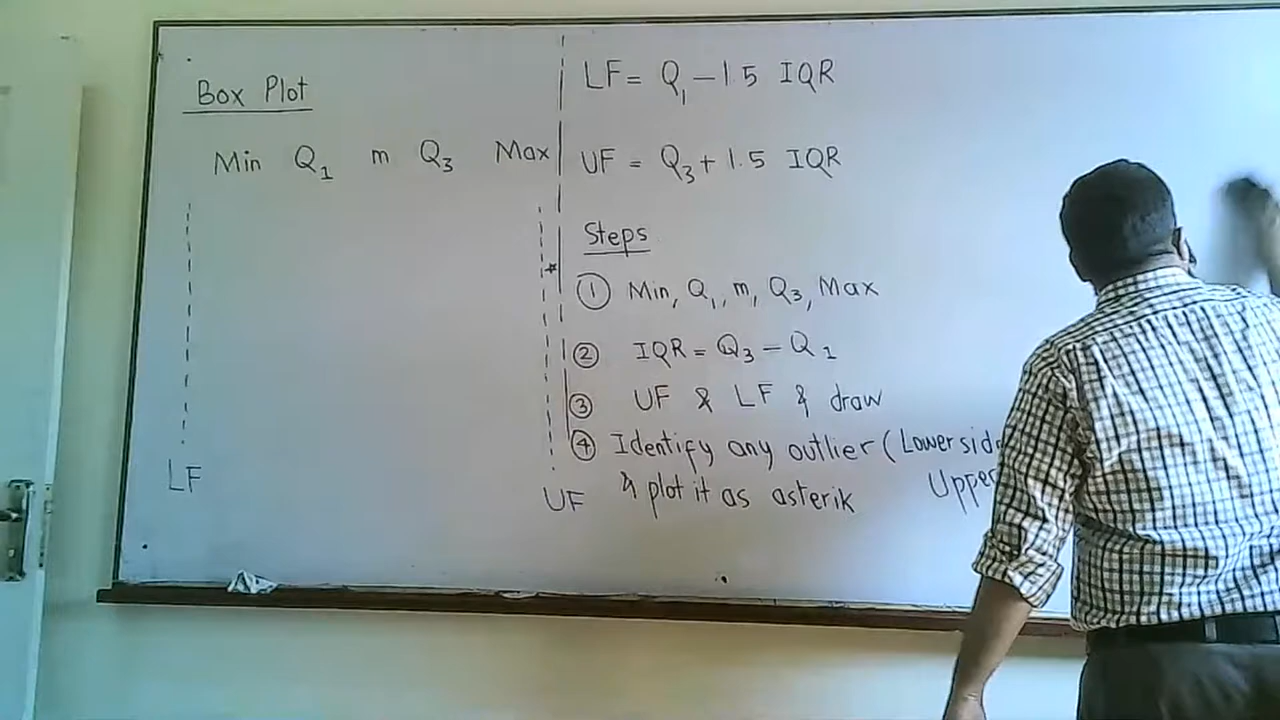 Box Plot
Min Q1 m Q3 Max
LF UF
LF = Q1 - 1 5 IQR
UF = Q3 + 1.5 IQR
Steps
① Min, Q1, m, Q3, Max
② IQR = Q3 - Q1
③ UF & LF & draw
④ Identify any outlier (Lower side
& plot it as asterik Upper